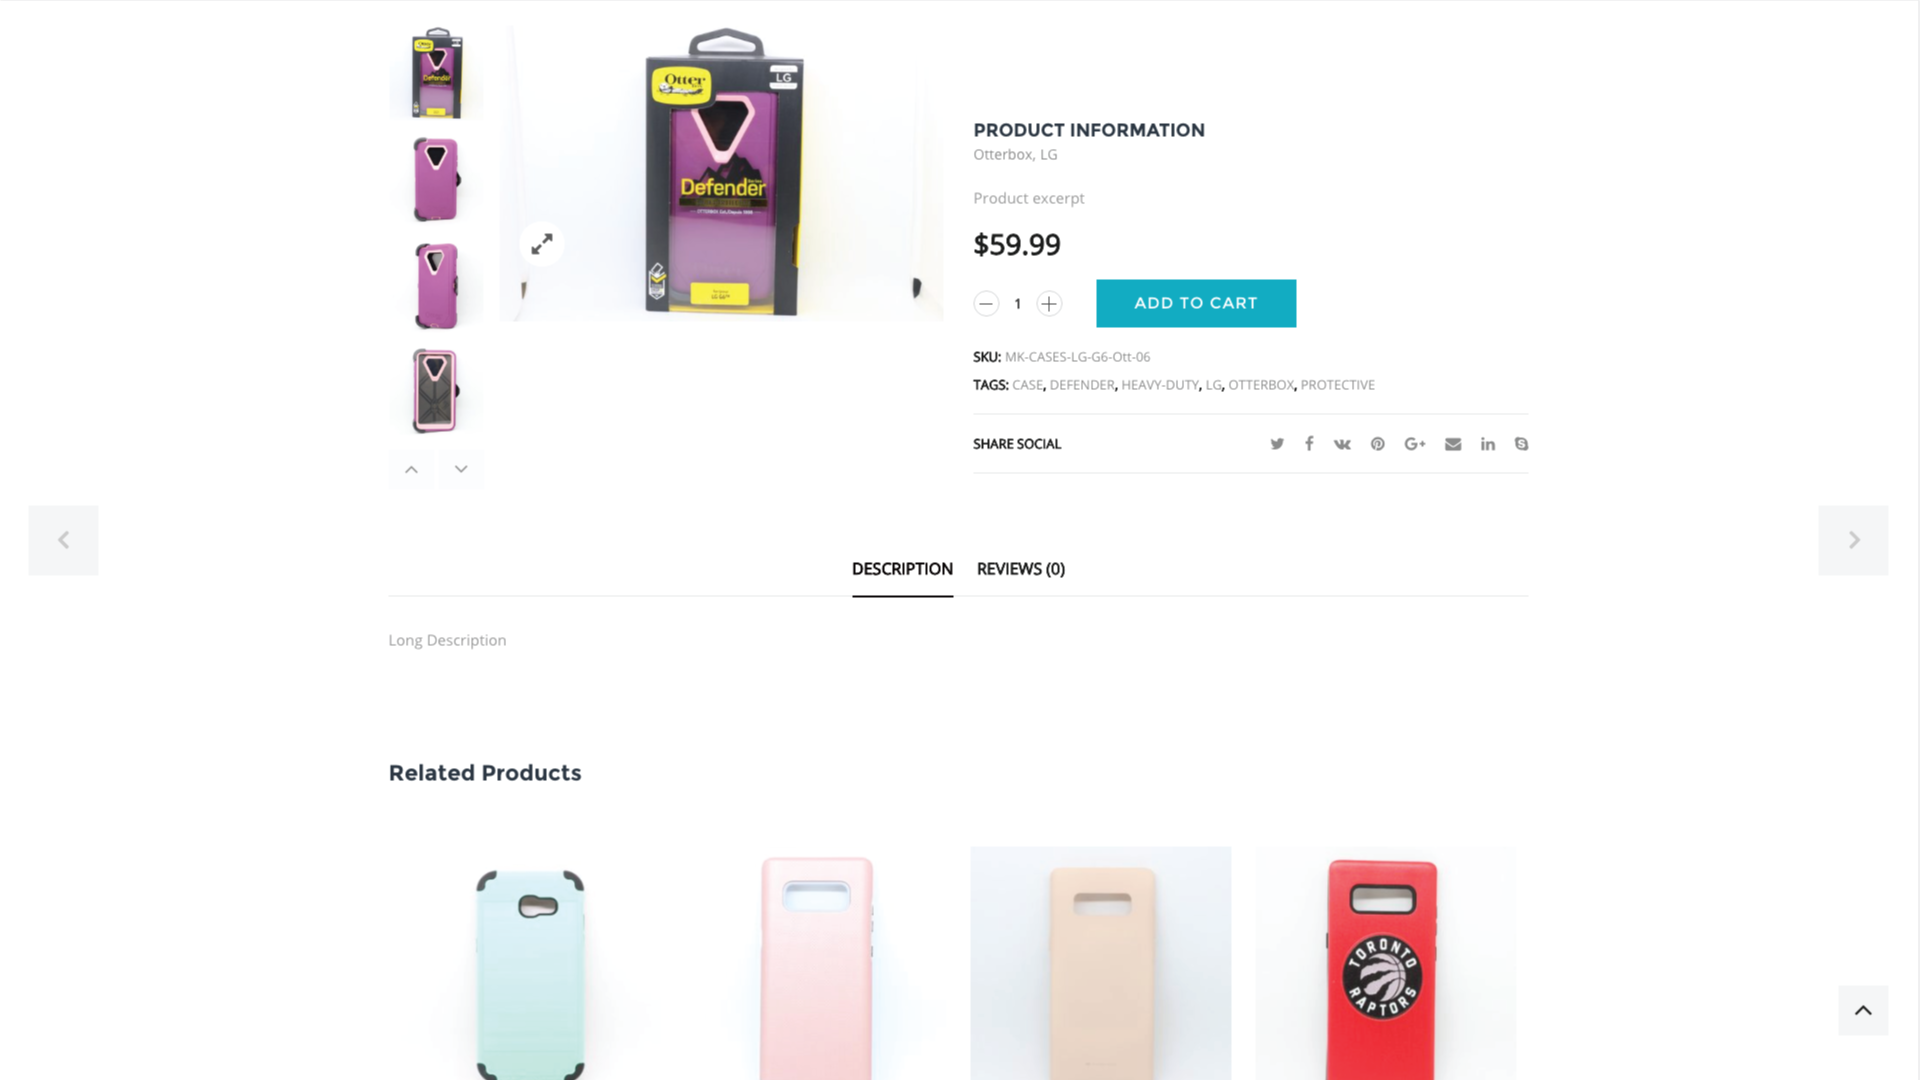 Otter
LG
Defender
PRODUCT INFORMATION
Otterbox, LG
Product excerpt
$59.99
1
ADD TO CART
SKU: MK-CASES-LG-G6-Ott-06
TAGS: CASE, DEFENDER, HEAVY-DUTY, LG, OTTERBOX, PROTECTIVE
SHARE SOCIAL
DESCRIPTION
REVIEWS (0)
Long Description
Related Products
TORONTO
RAPTORS